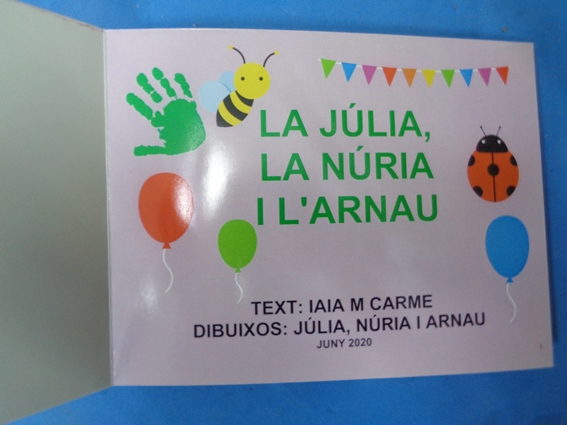 LA JÚLIA,
LA NÚRIA
I L'ARNAU
TEXT: IAIA M CARME
DIBUIXOS: JÚLIA, NÚRIA I ARNAU
JUNY 2020